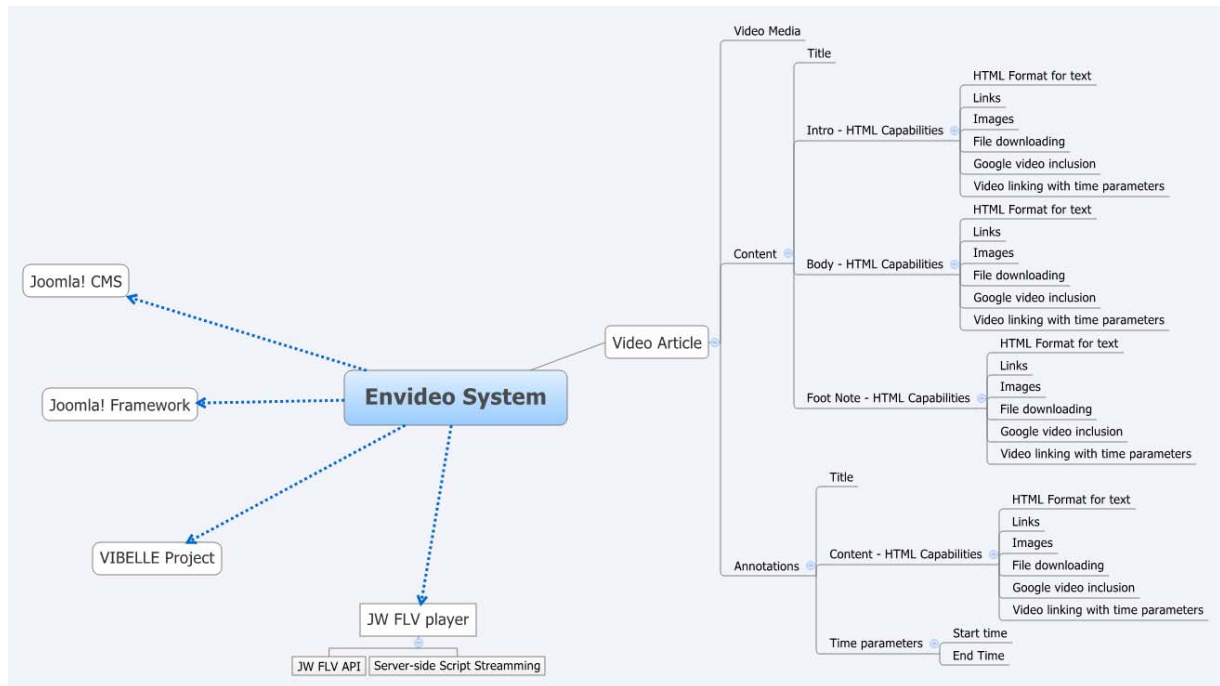 Envideo System
Joomla! CMS
Joomla! Framework
VIBELLE Project
JW FLV player
JW FLV API
Server-side Script Streamming
Video Article
Video Media
Content
Title
Intro - HTML Capabilities
HTML Format for text
Links
Images
File downloading
Google video inclusion
Video linking with time parameters
Body - HTML Capabilities
HTML Format for text
Links
Images
File downloading
Google video inclusion
Video linking with time parameters
Foot Note - HTML Capabilities
HTML Format for text
Links
Images
File downloading
Google video inclusion
Video linking with time parameters
Annotations
Title
Content - HTML Capabilities
HTML Format for text
Links
Images
File downloading
Google video inclusion
Video linking with time parameters
Time parameters
Start time
End Time